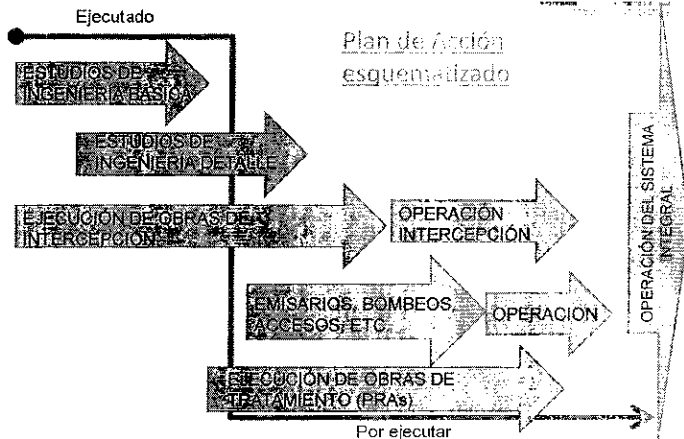 Ejecutado
Plan de Acción
esquematizado
ESTUDIOS DE
INGENIERÍA BÁSICA
ESTUDIOS DE
INGENIERÍA DETALLE
EJECUCIÓN DE OBRAS DE
INTERCEPCIÓN
OPERACIÓN
INTERCEPCIÓN
EMISARIOS, BOMBEOS,
ACCESOS, ETC
OPERACIÓN
EJECUCIÓN DE OBRAS DE
TRATAMIENTO (PRAs)
OPERACIÓN DEL SISTEMA
INTEGRAL
Por ejecutar